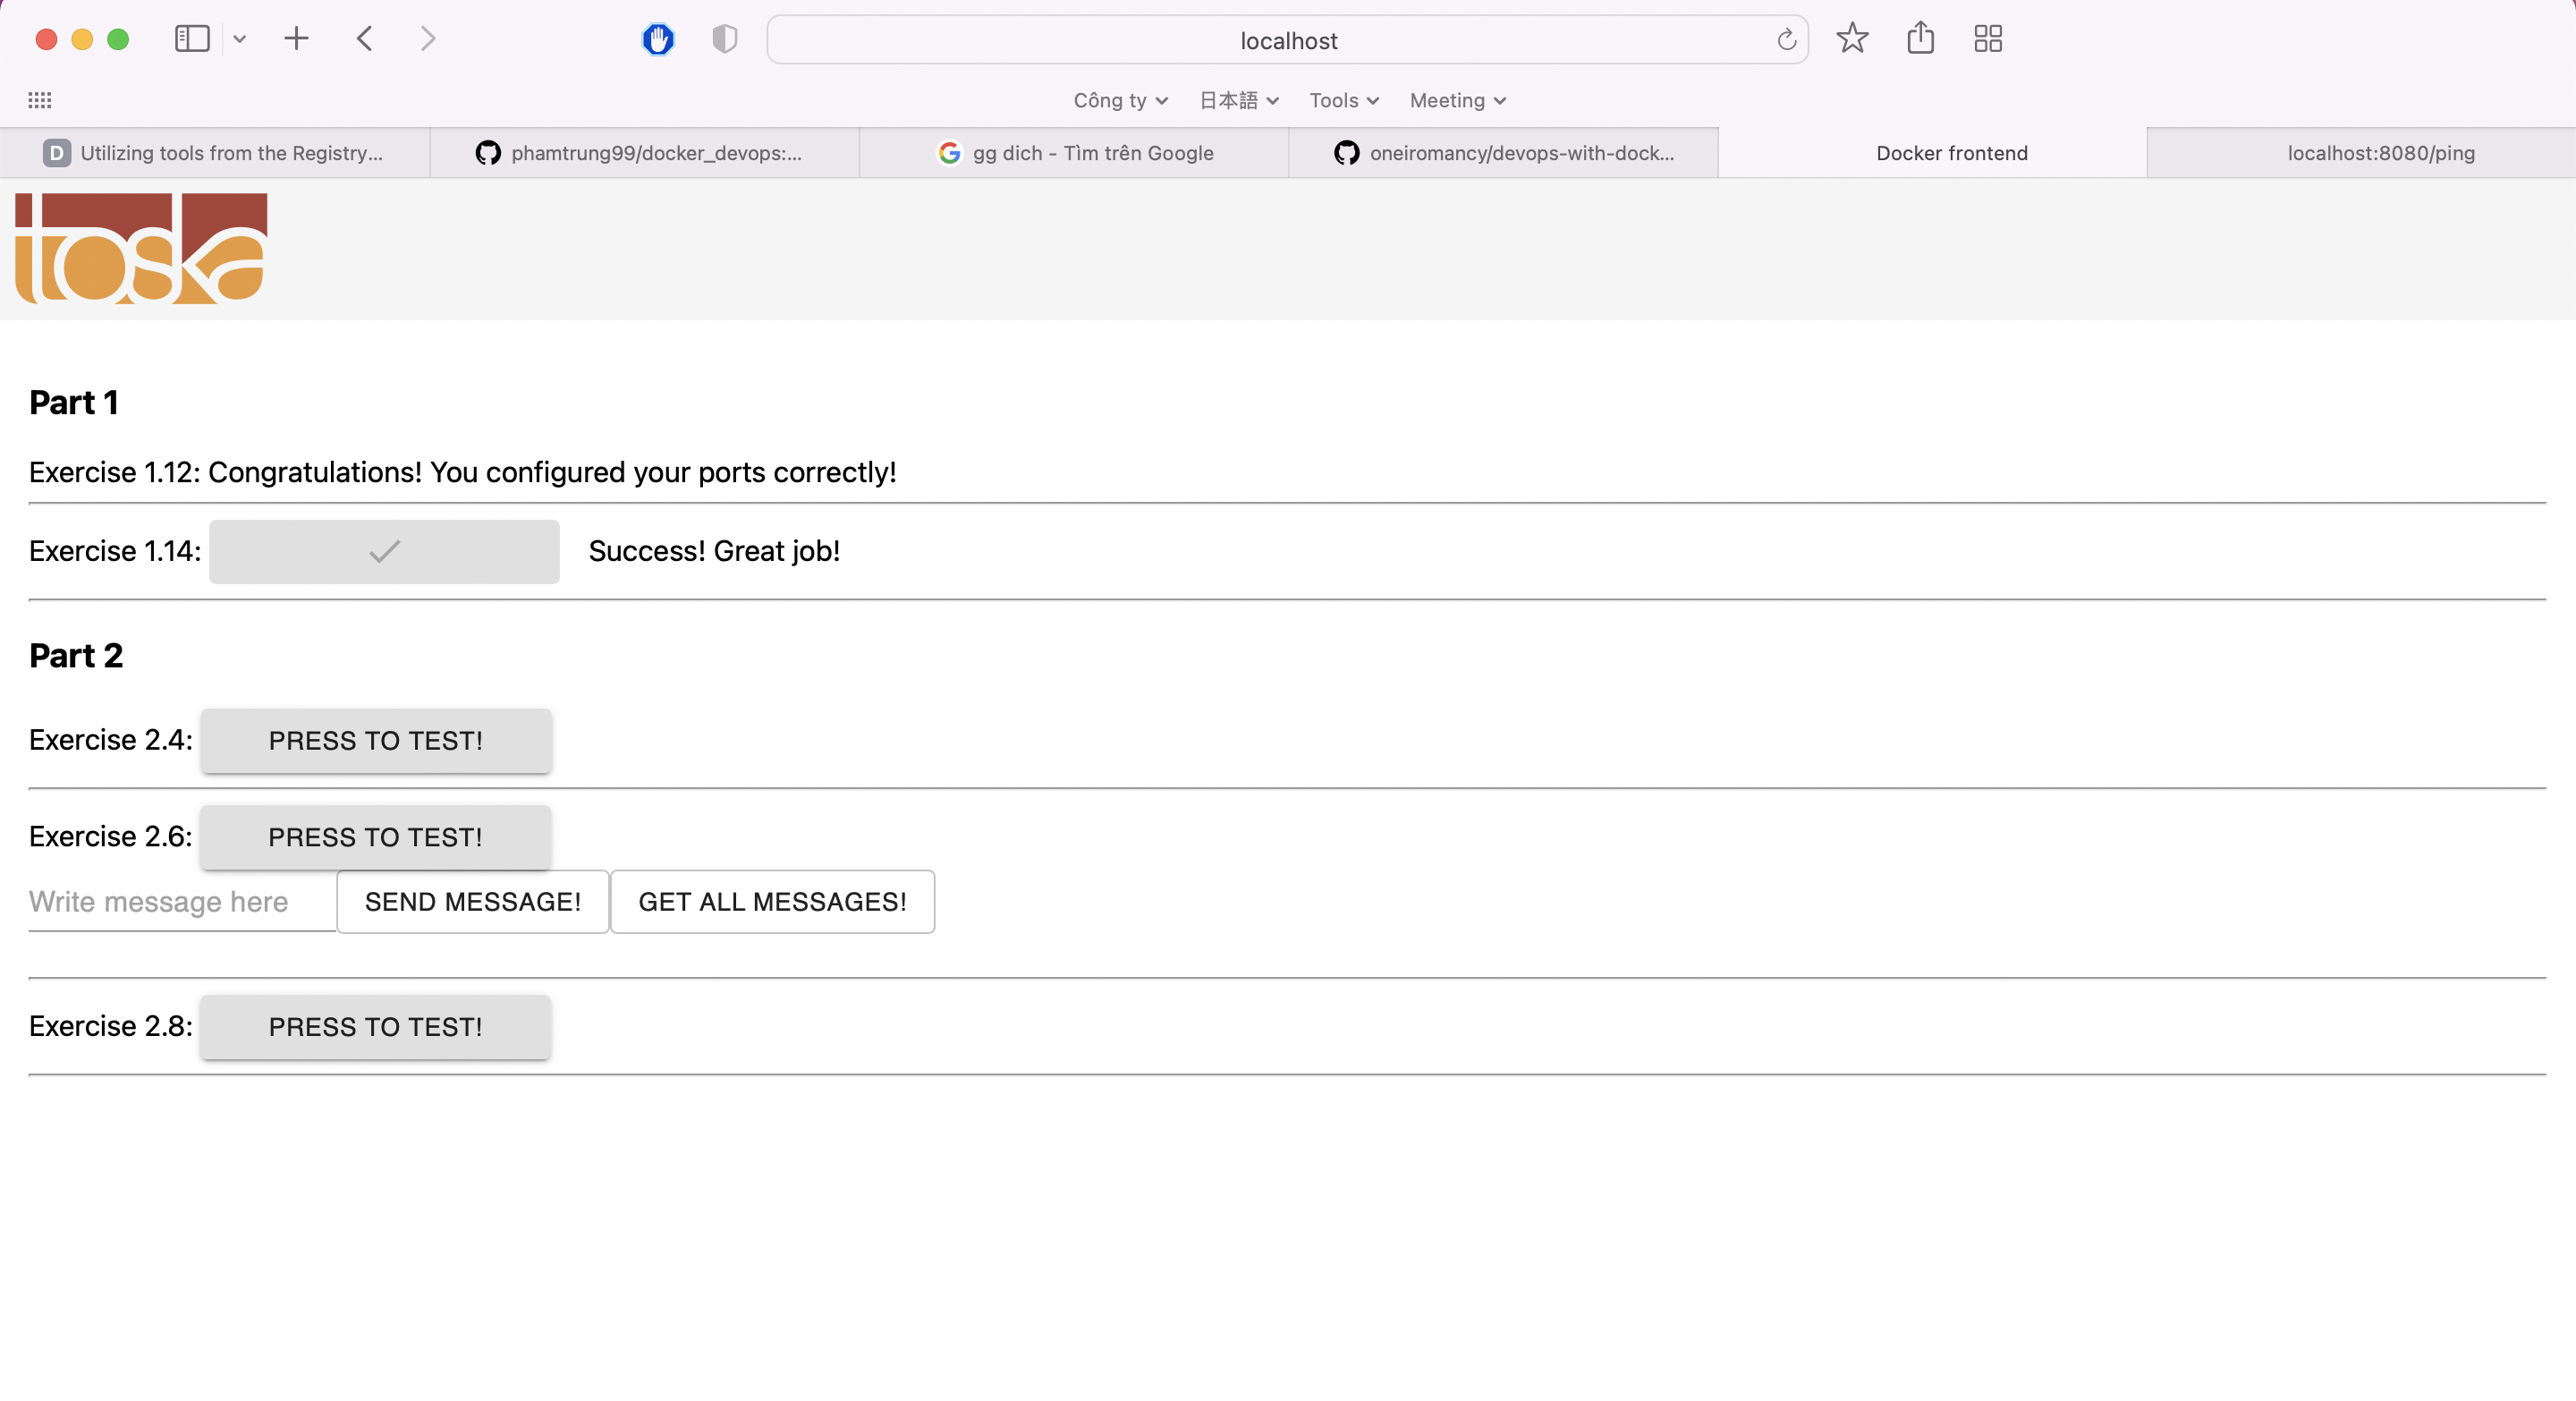 localhost
Công ty 日本語 Tools Meeting
D Utilizing tools from the Registry... phamtrung99/docker_devops:... gg dich - Tìm trên Google oneiromancy/devops-with-dock... Docker frontend localhost:8080/ping
toska
Part 1
Exercise 1.12: Congratulations! You configured your ports correctly!
Exercise 1.14: Success! Great job!
Part 2
Exercise 2.4: PRESS TO TEST!
Exercise 2.6: PRESS TO TEST!
Write message here SEND MESSAGE! GET ALL MESSAGES!
Exercise 2.8: PRESS TO TEST!